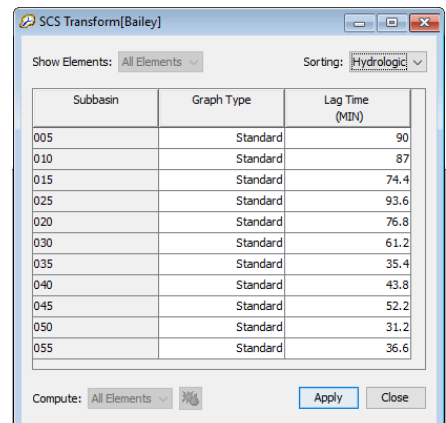 SCS Transform[Bailey]
Show Elements: All Elements Sorting: Hydrologic
Subbasin Graph Type Lag Time
(MIN)
005 Standard 90
010 Standard 87
015 Standard 74.4
025 Standard 93.6
020 Standard 76.8
030 Standard 61.2
035 Standard 35.4
040 Standard 43.8
045 Standard 52.2
050 Standard 31.2
055 Standard 36.6
Compute: All Elements Apply Close